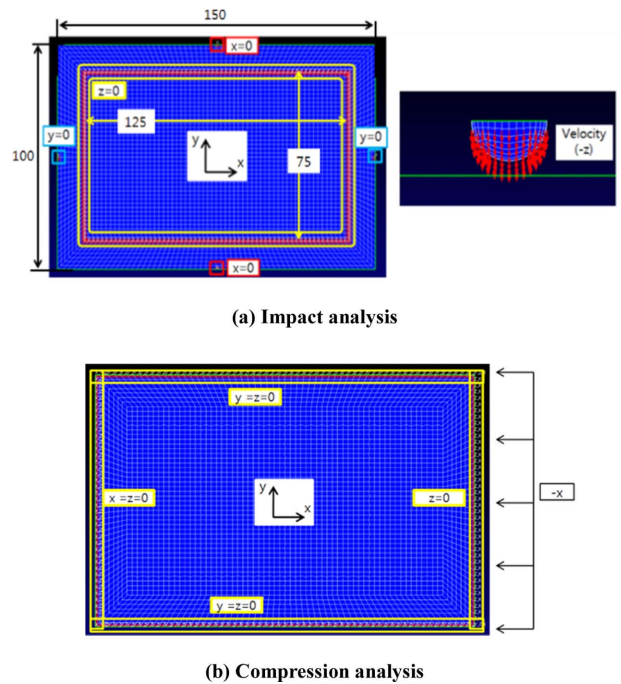 150
x=0
z=0
y=0
125
y=0
100
75
y
x
x=0
Velocity
(-z)
(a) Impact analysis
y =z=0
x =z=0
y
x
z=0
-x
y =z=0
(b) Compression analysis